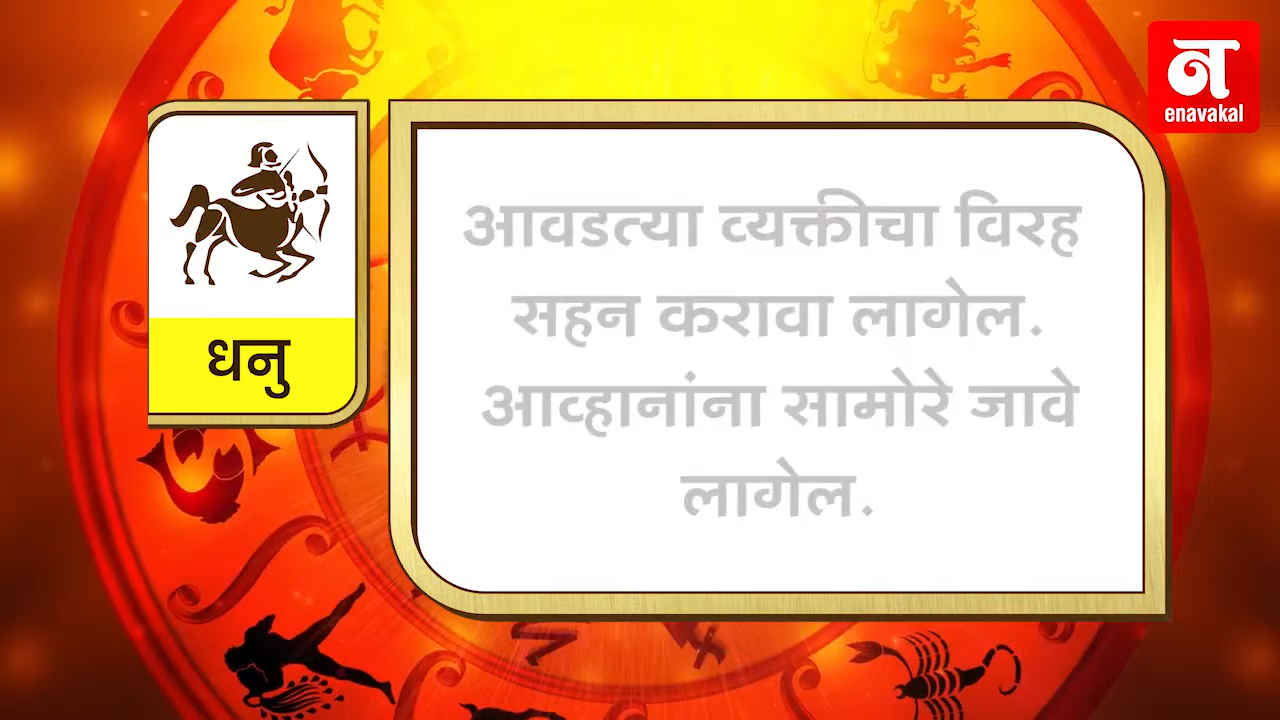 न
enavakal
धनु
आवडत्या व्यक्तीचा विरह
सहन करावा लागेल.
आव्हानांना सामोरे जावे
लागेल.